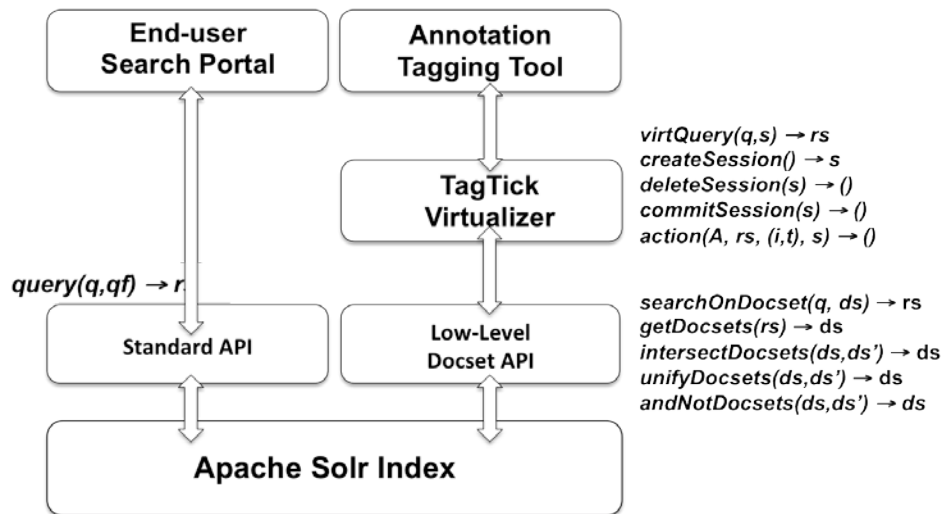 End-user
Search Portal
Annotation
Tagging Tool
TagTick
Virtualizer
virtQuery(q,s) → rs
createSession() → s
deleteSession(s) → ()
commitSession(s) → ()
action(A, rs, (i,t), s) → ()
query(q,qf) → r
Standard API
Low-Level
Docset API
searchOnDocset(q, ds) → rs
getDocsets(rs) → ds
intersectDocsets(ds,ds’) → ds
unifyDocsets(ds,ds’) → ds
andNotDocsets(ds,ds’) → ds
Apache Solr Index